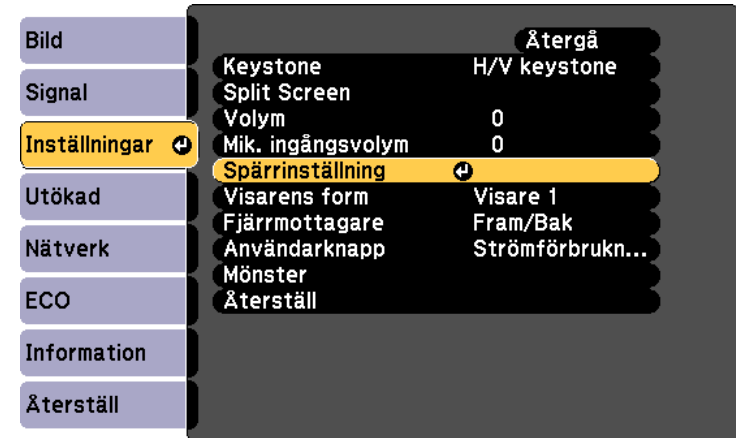 Bild
Signal
Inställningar
Utökad
Nätverk
ECO
Information
Återställ
Återgå
Keystone H/V keystone
Split Screen
Volym 0
Mik. ingångsvolym 0
Spärrinställning
Visarens form Visare 1
Fjärrmottagare Fram/Bak
Användarknapp Strömförbrukn...
Mönster
Återställ